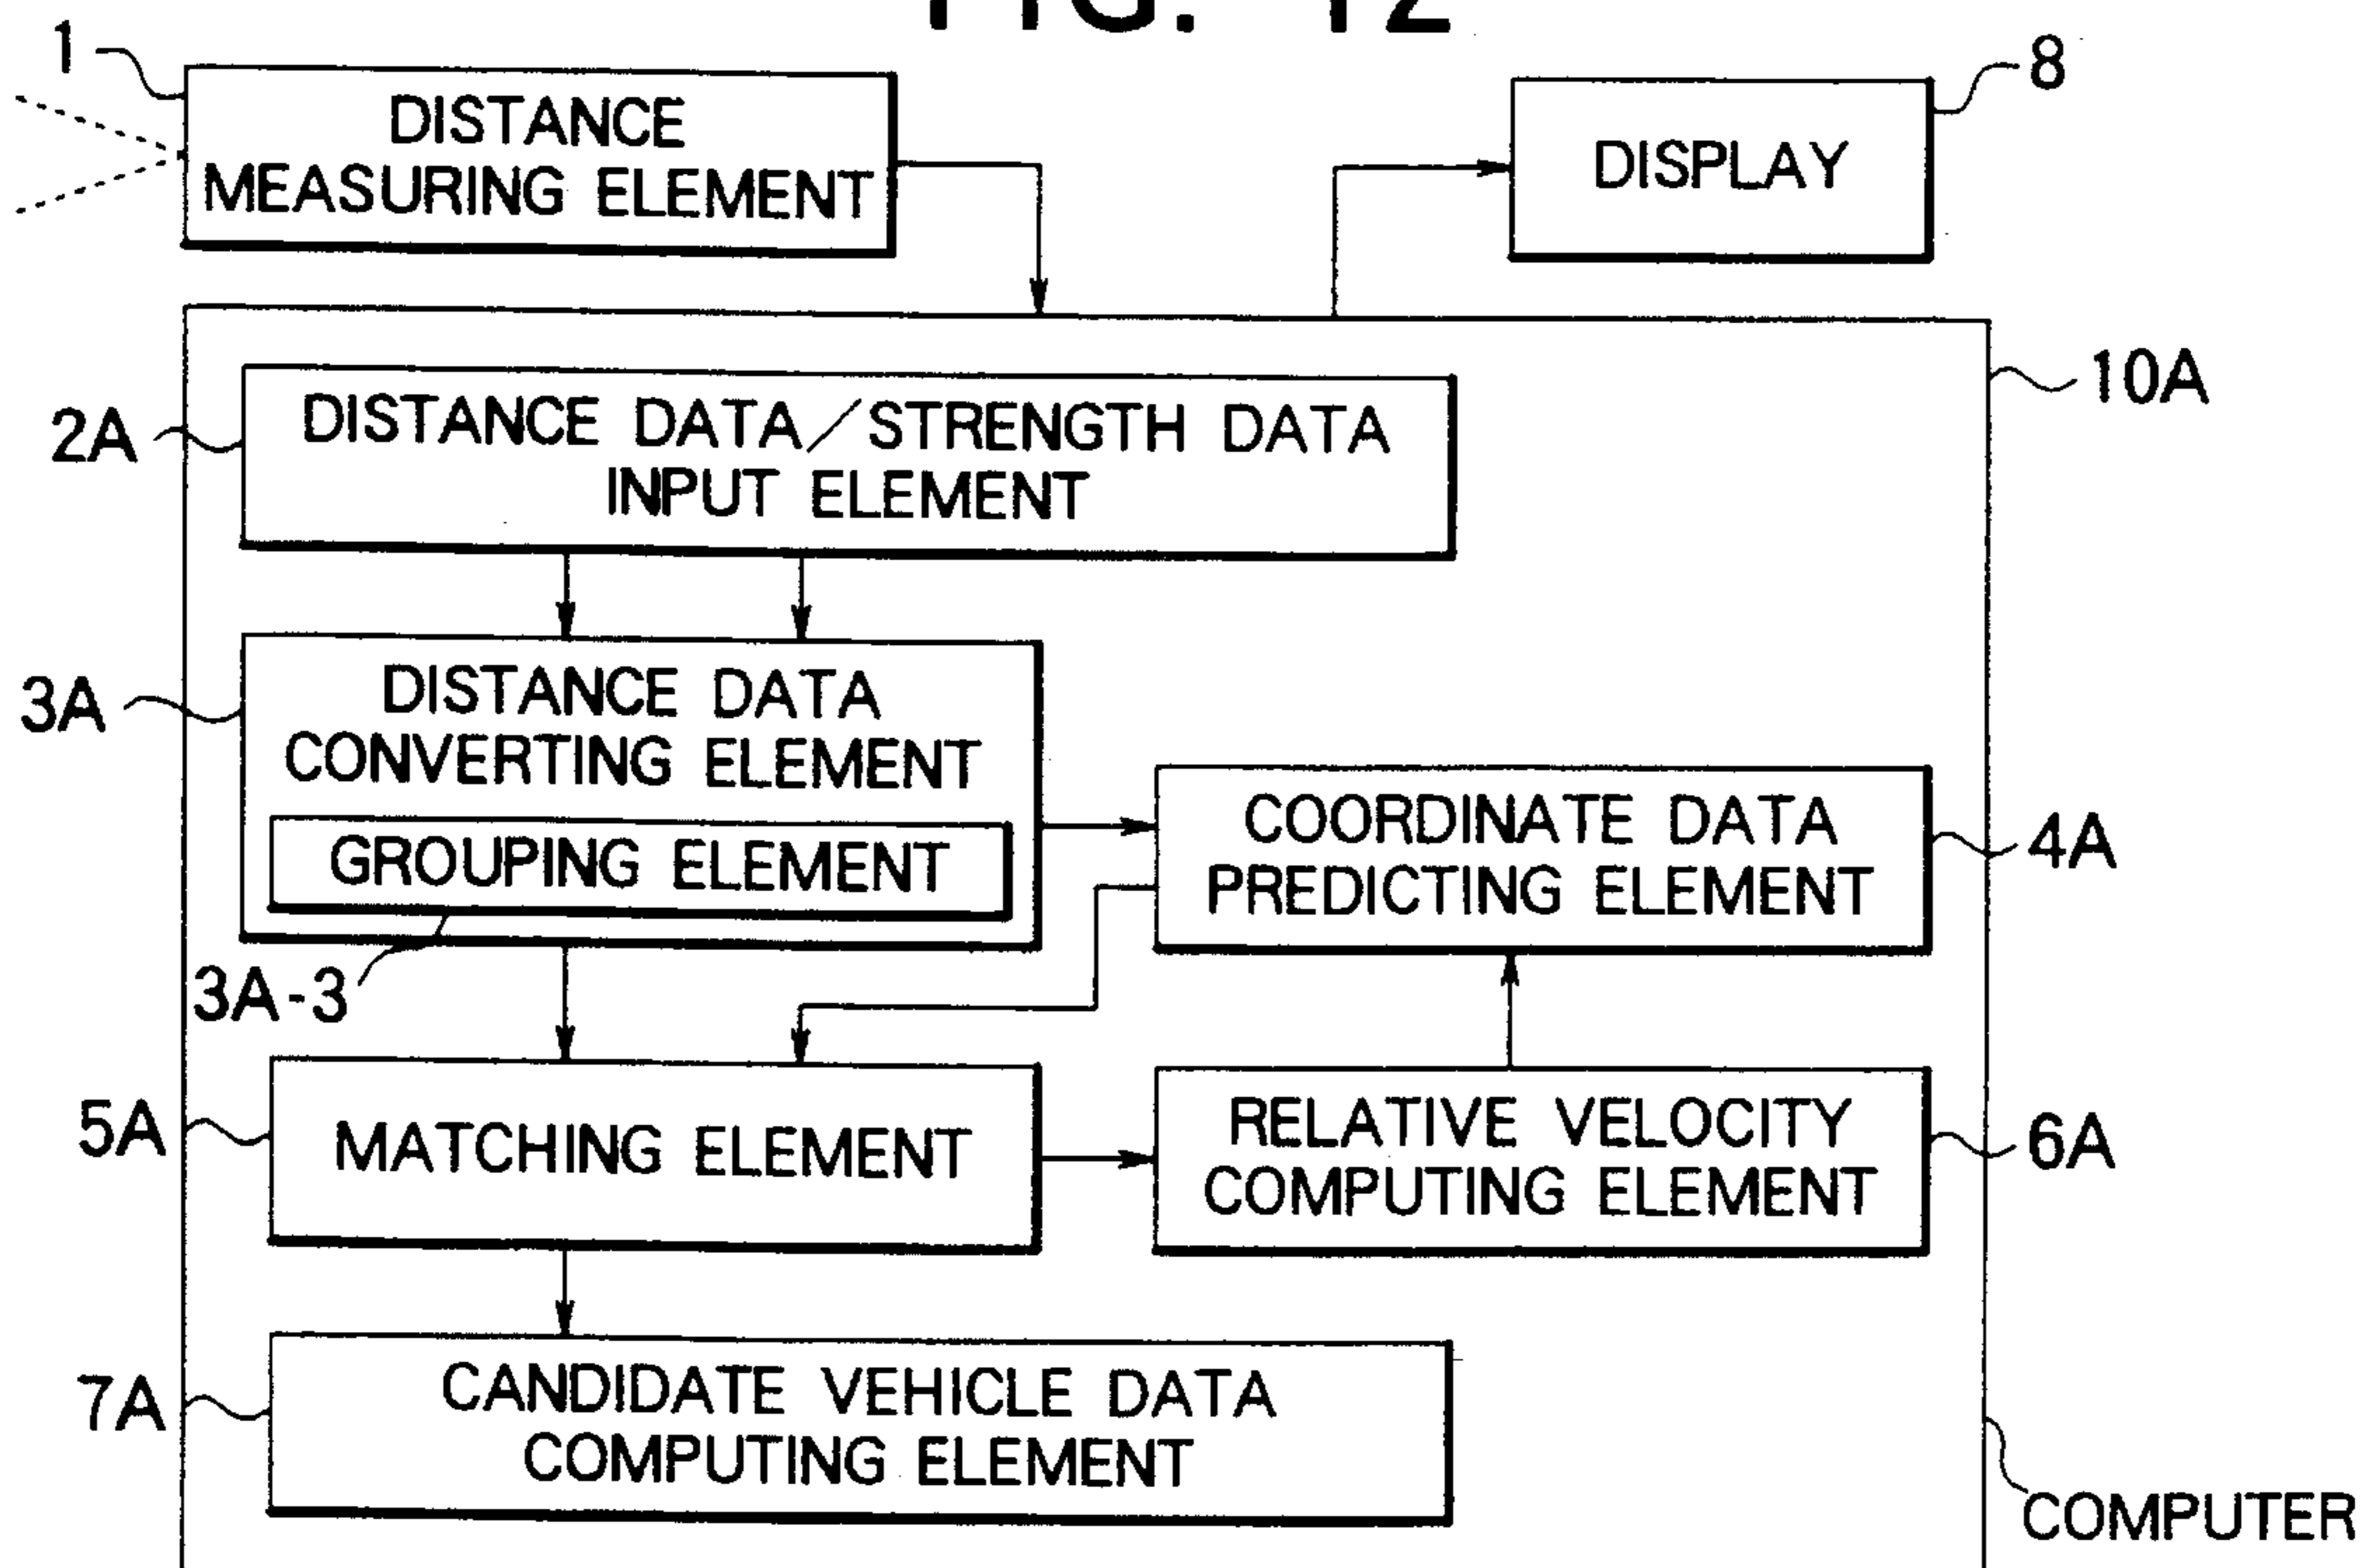 FIG. 12
1
DISTANCE
MEASURING ELEMENT
8
DISPLAY
10A
2A
DISTANCE DATA/STRENGTH DATA
INPUT ELEMENT
3A
DISTANCE DATA
CONVERTING ELEMENT
GROUPING ELEMENT
3A-3
COORDINATE DATA
PREDICTING ELEMENT
4A
5A
MATCHING ELEMENT
RELATIVE VELOCITY
COMPUTING ELEMENT
6A
7A
CANDIDATE VEHICLE DATA
COMPUTING ELEMENT
COMPUTER